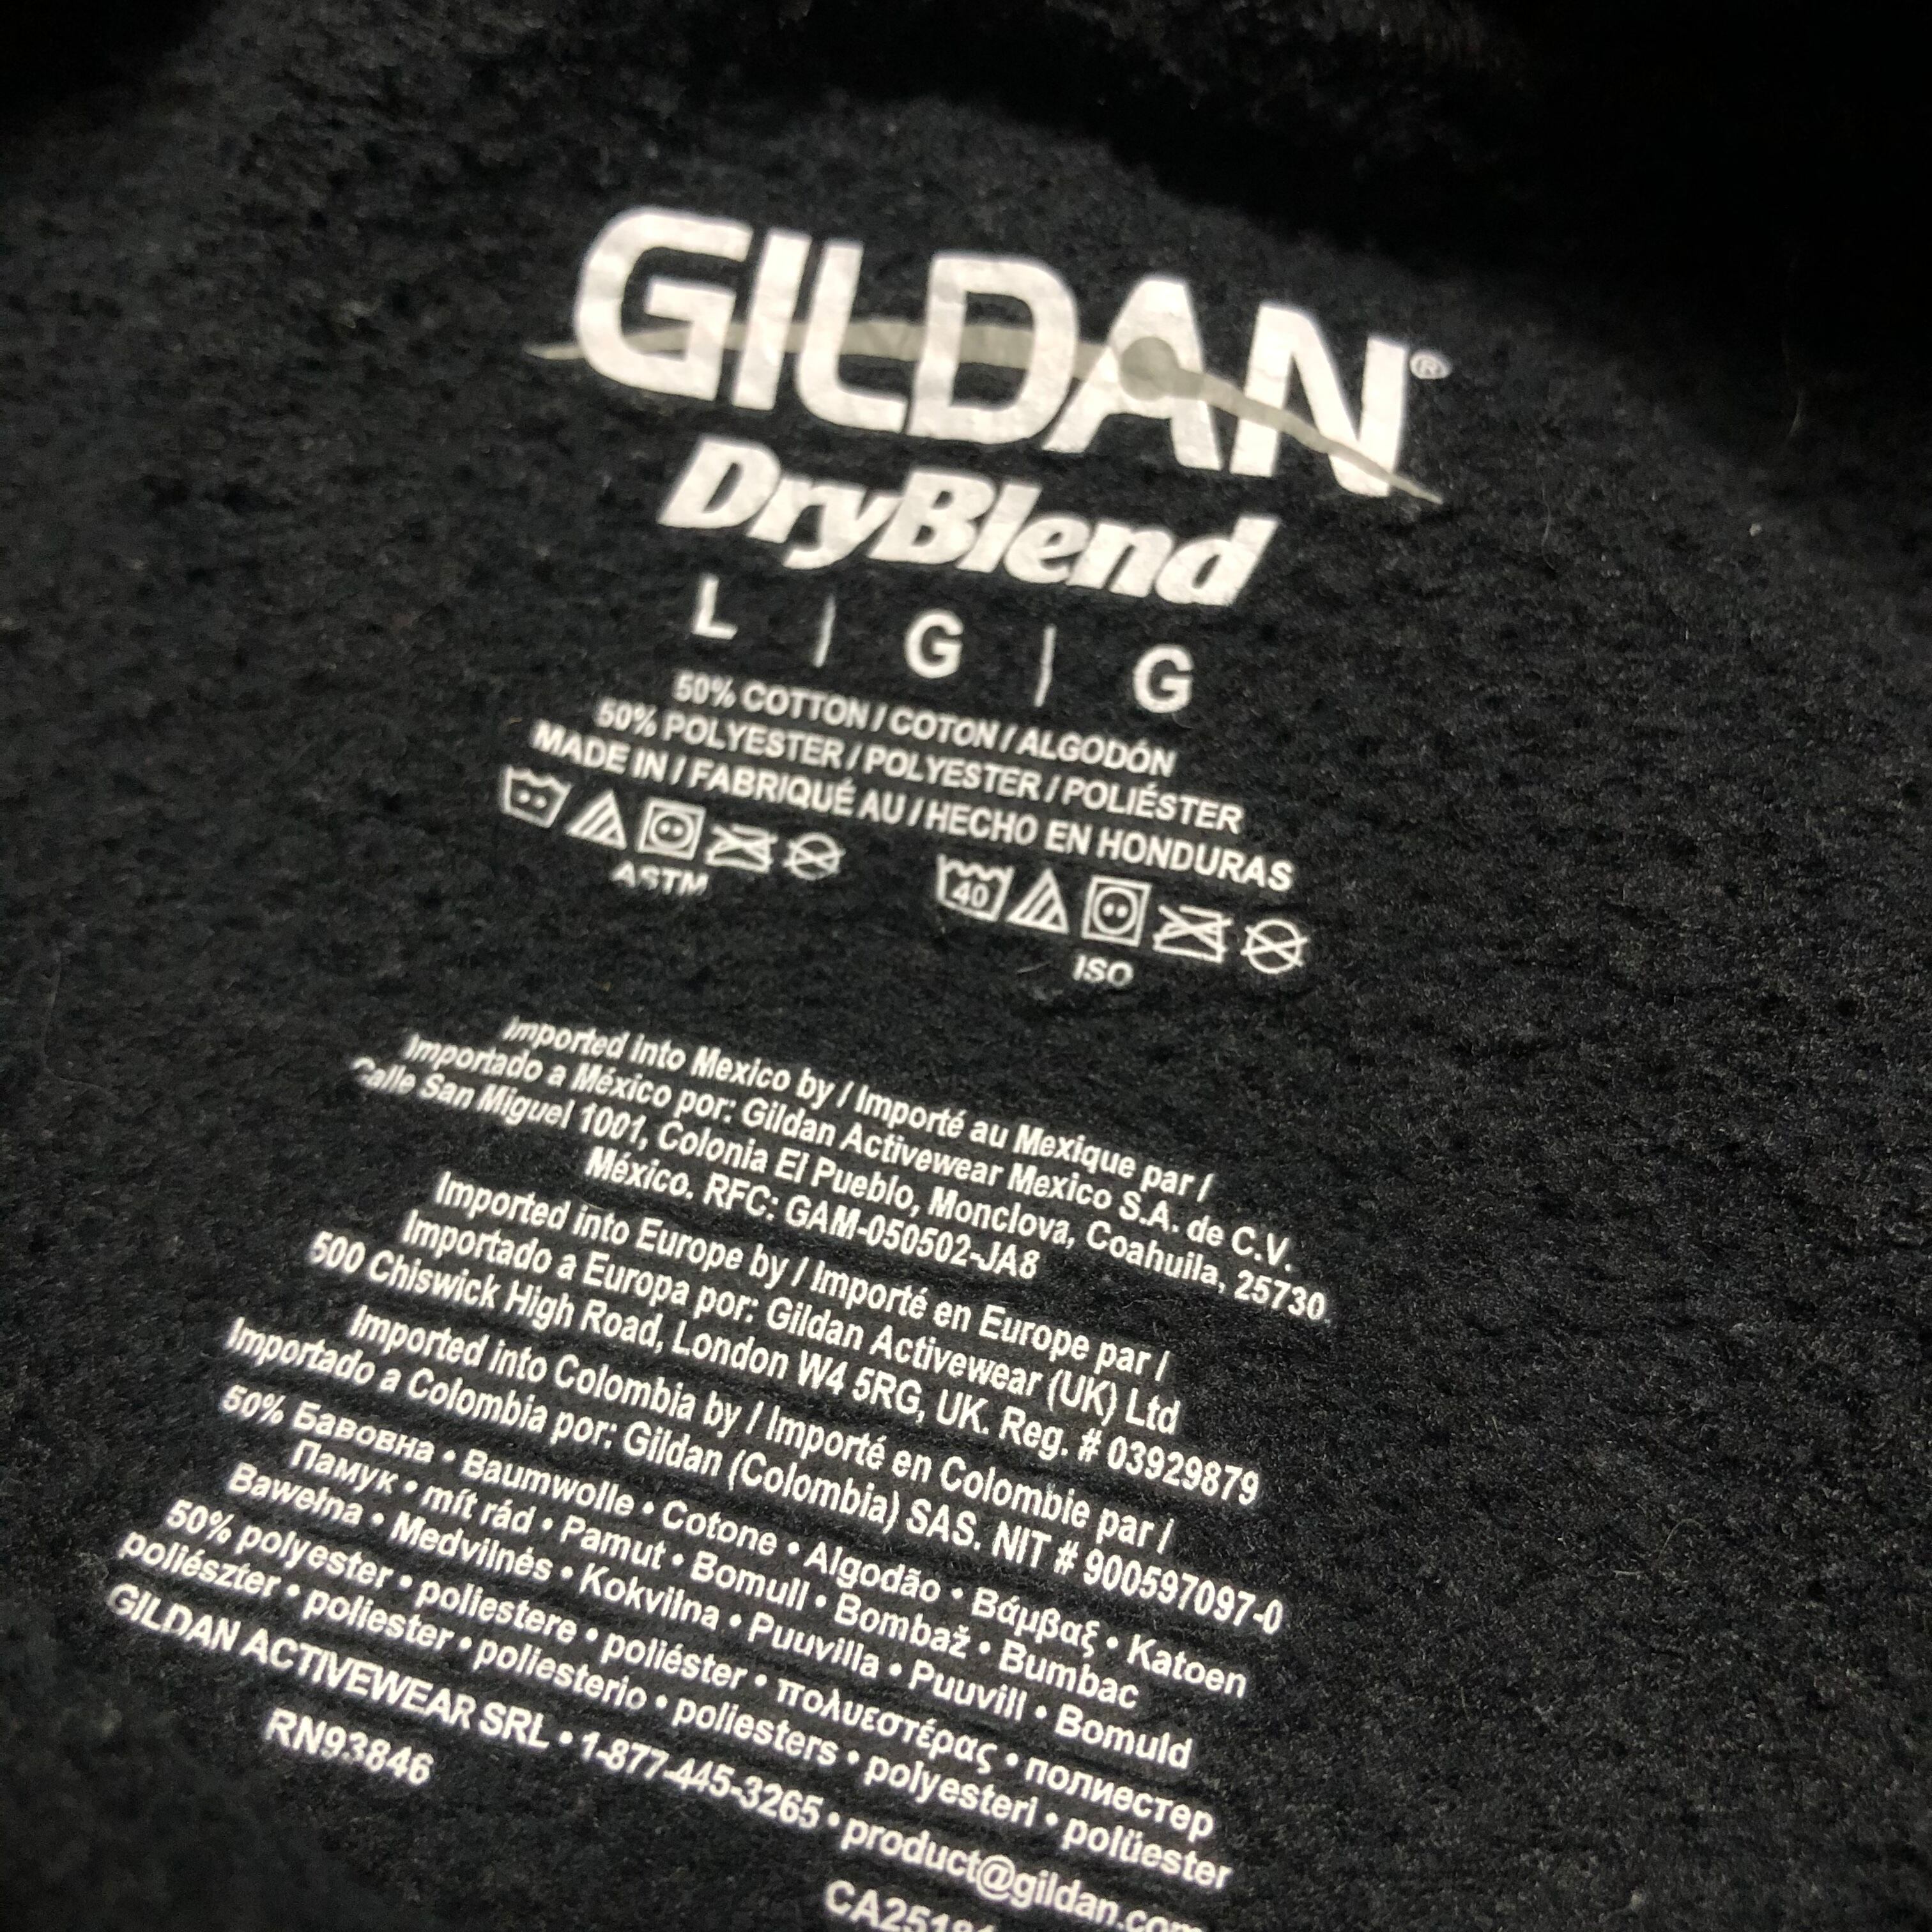 GILDAN®
DryBlend
L | G | G
50% COTTON / COTON / ALGODÓN
50% POLYESTER / POLYESTER / POLIÉSTER
MADE IN / FABRIQUÉ AU / HECHO EN HONDURAS
40
ASTM
ISO
Imported into Mexico by / Importé au Mexique par /
Importado a México por: Gildan Activewear Mexico S.A. de C.V.
Calle San Miguel 1001, Colonia El Pueblo, Monclova, Coahuila, 25730
México. RFC: GAM-050502-JA8
Imported into Europe by / Importé en Europe par /
Importado a Europa por: Gildan Activewear (UK) Ltd
500 Chiswick High Road, London W4 5RG, UK. Reg. # 03929879
Imported into Colombia by / Importé en Colombie par /
Importado a Colombia por: Gildan (Colombia) SAS. NIT # 900597097-0
50% Бавовна • Baumwolle • Cotone • Algodão • Βάμβαξ • Katoen
Памук • mít rád • Pamut • Bomull • Bombaž • Bumbac
Bawełna • Medvilnės • Kokvilna • Puuvilla • Puuvill • Bomuld
50% polyester • poliestere • poliéster • πολυεστέρας • полиестер
poliészter • poliester • poliesterio • poliesters • polyesteri • polüester
GILDAN ACTIVEWEAR SRL • 1-877-445-3265 • product@gildan.com
RN93846